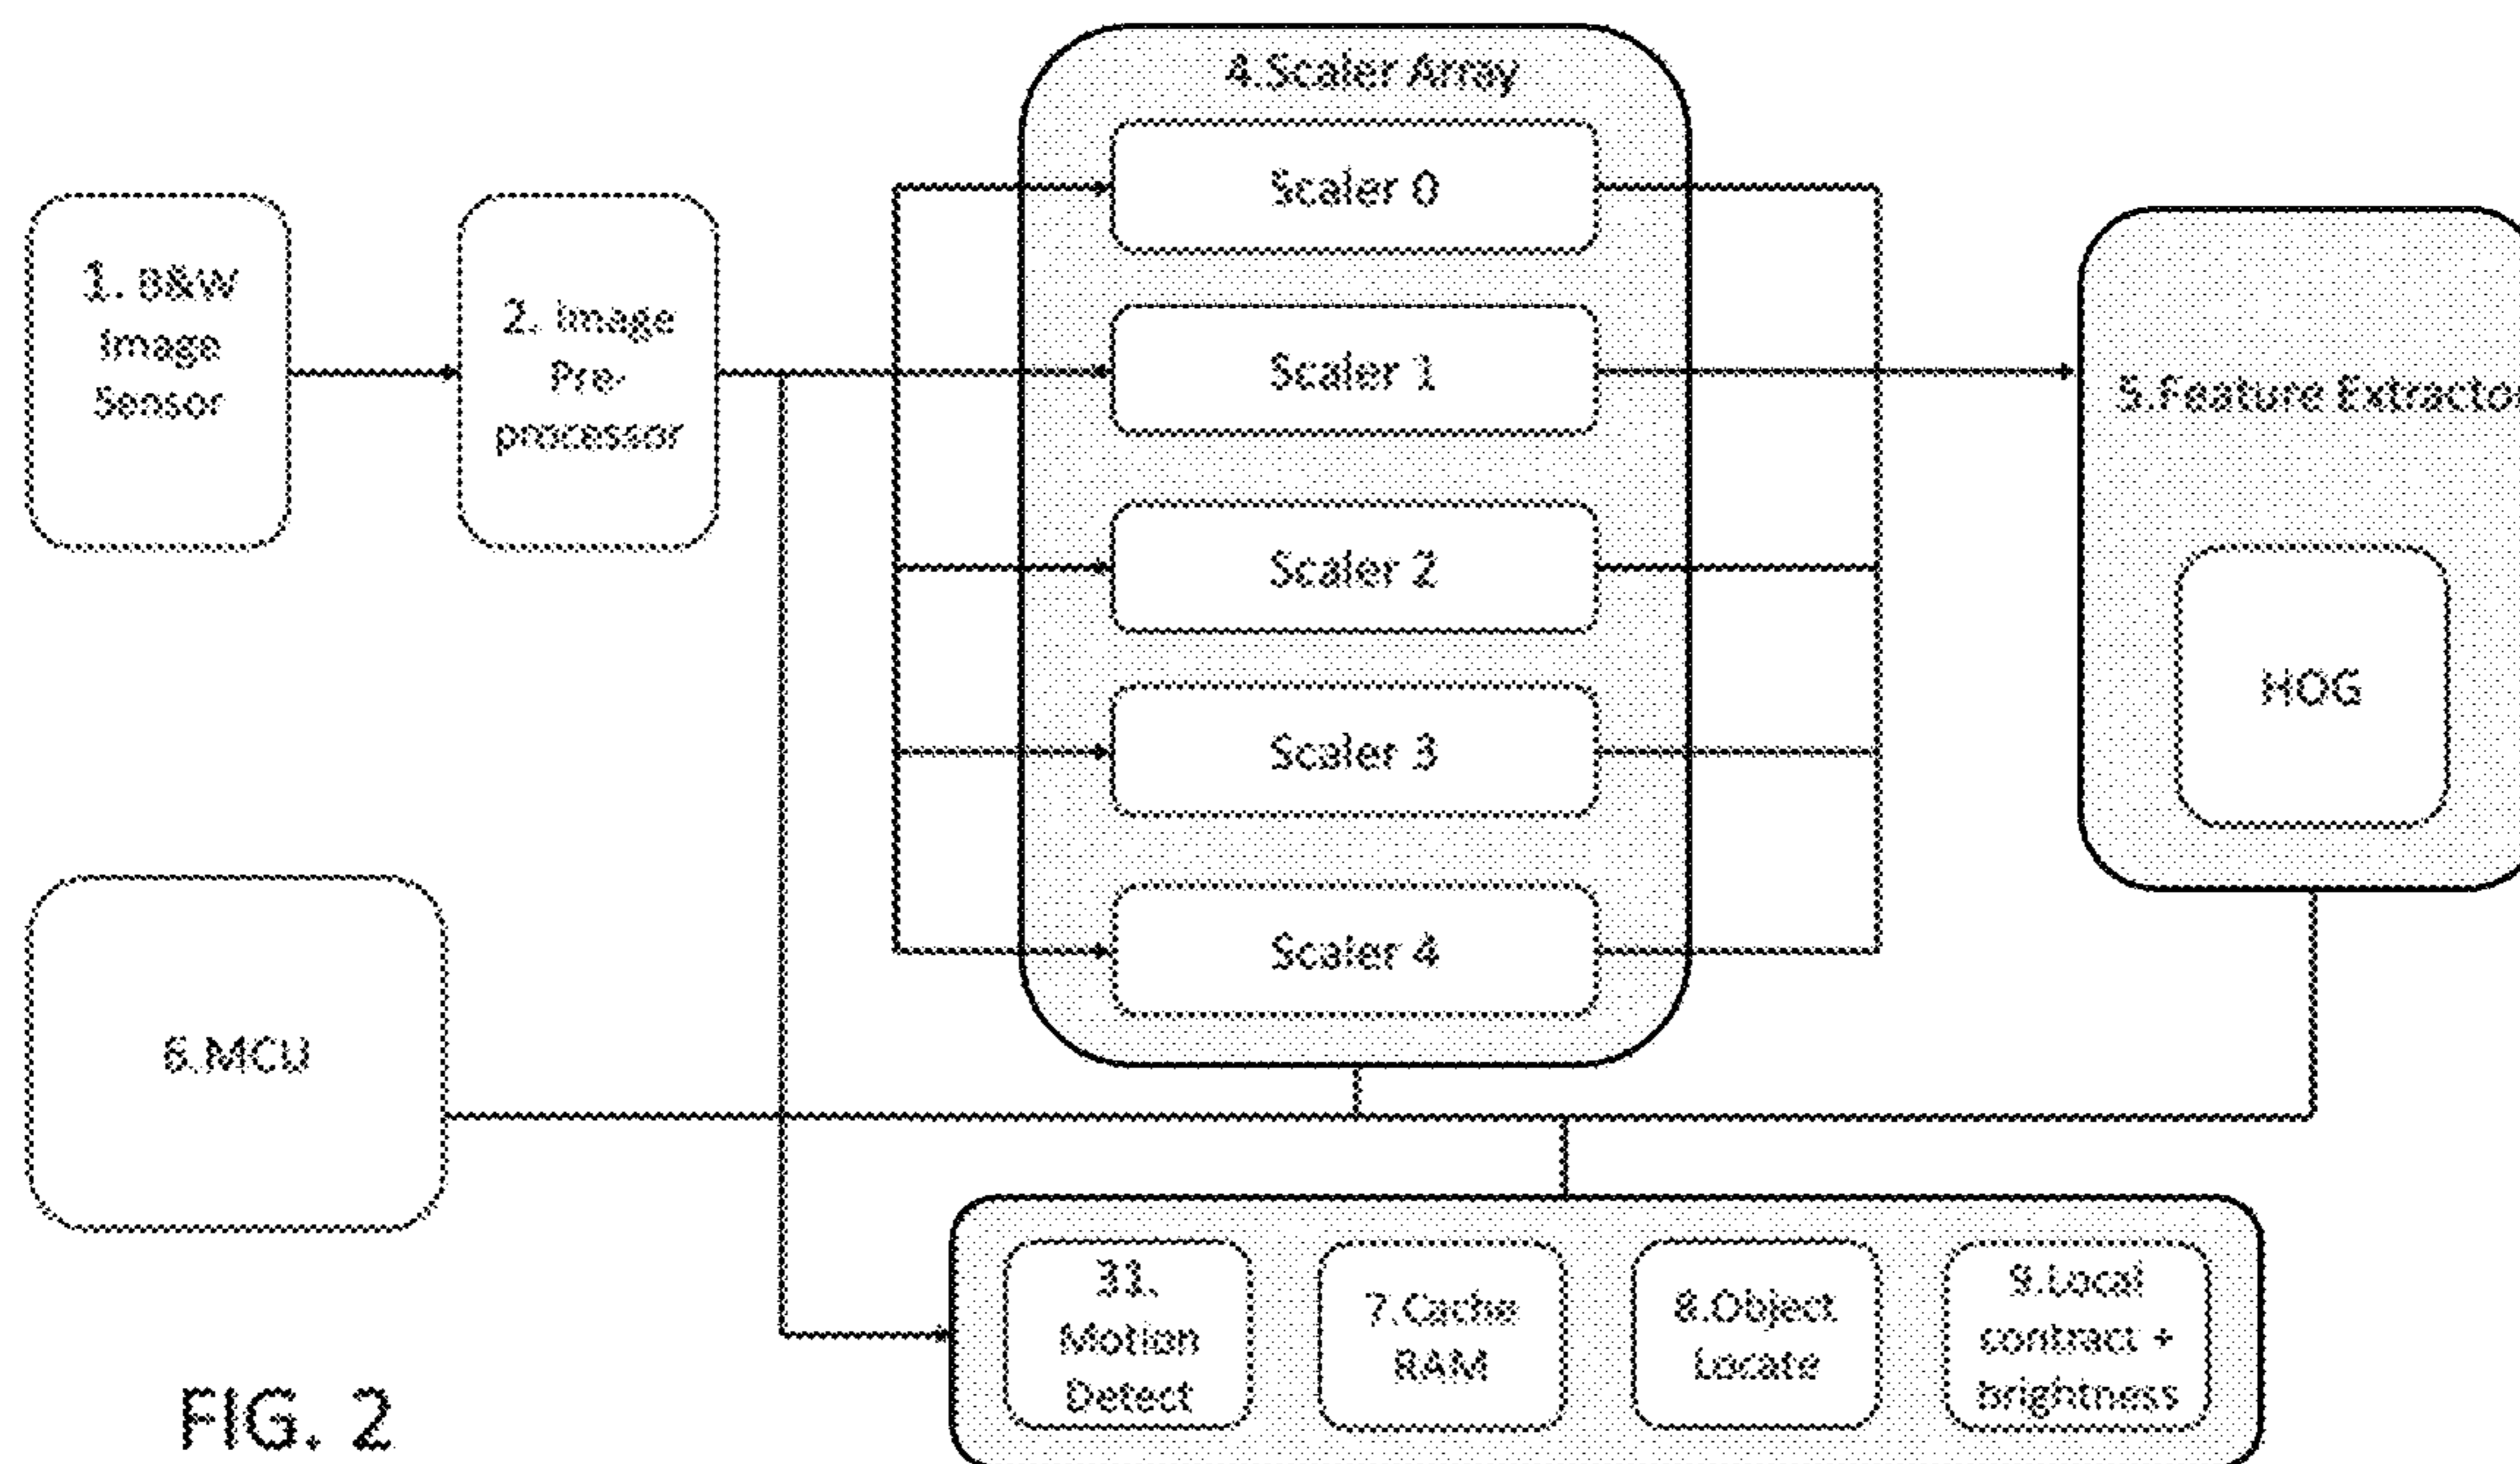 4.Scaler Array
Scaler 0
1. B&W
Image
Sensor
2. Image
Pre-
processor
Scaler 1
5.Feature Extractor
Scaler 2
HOG
Scaler 3
Scaler 4
6.MCU
31.
Motion
Detect
7.Cache
RAM
8.Object
Locate
9.Local
contract +
brightness
FIG. 2